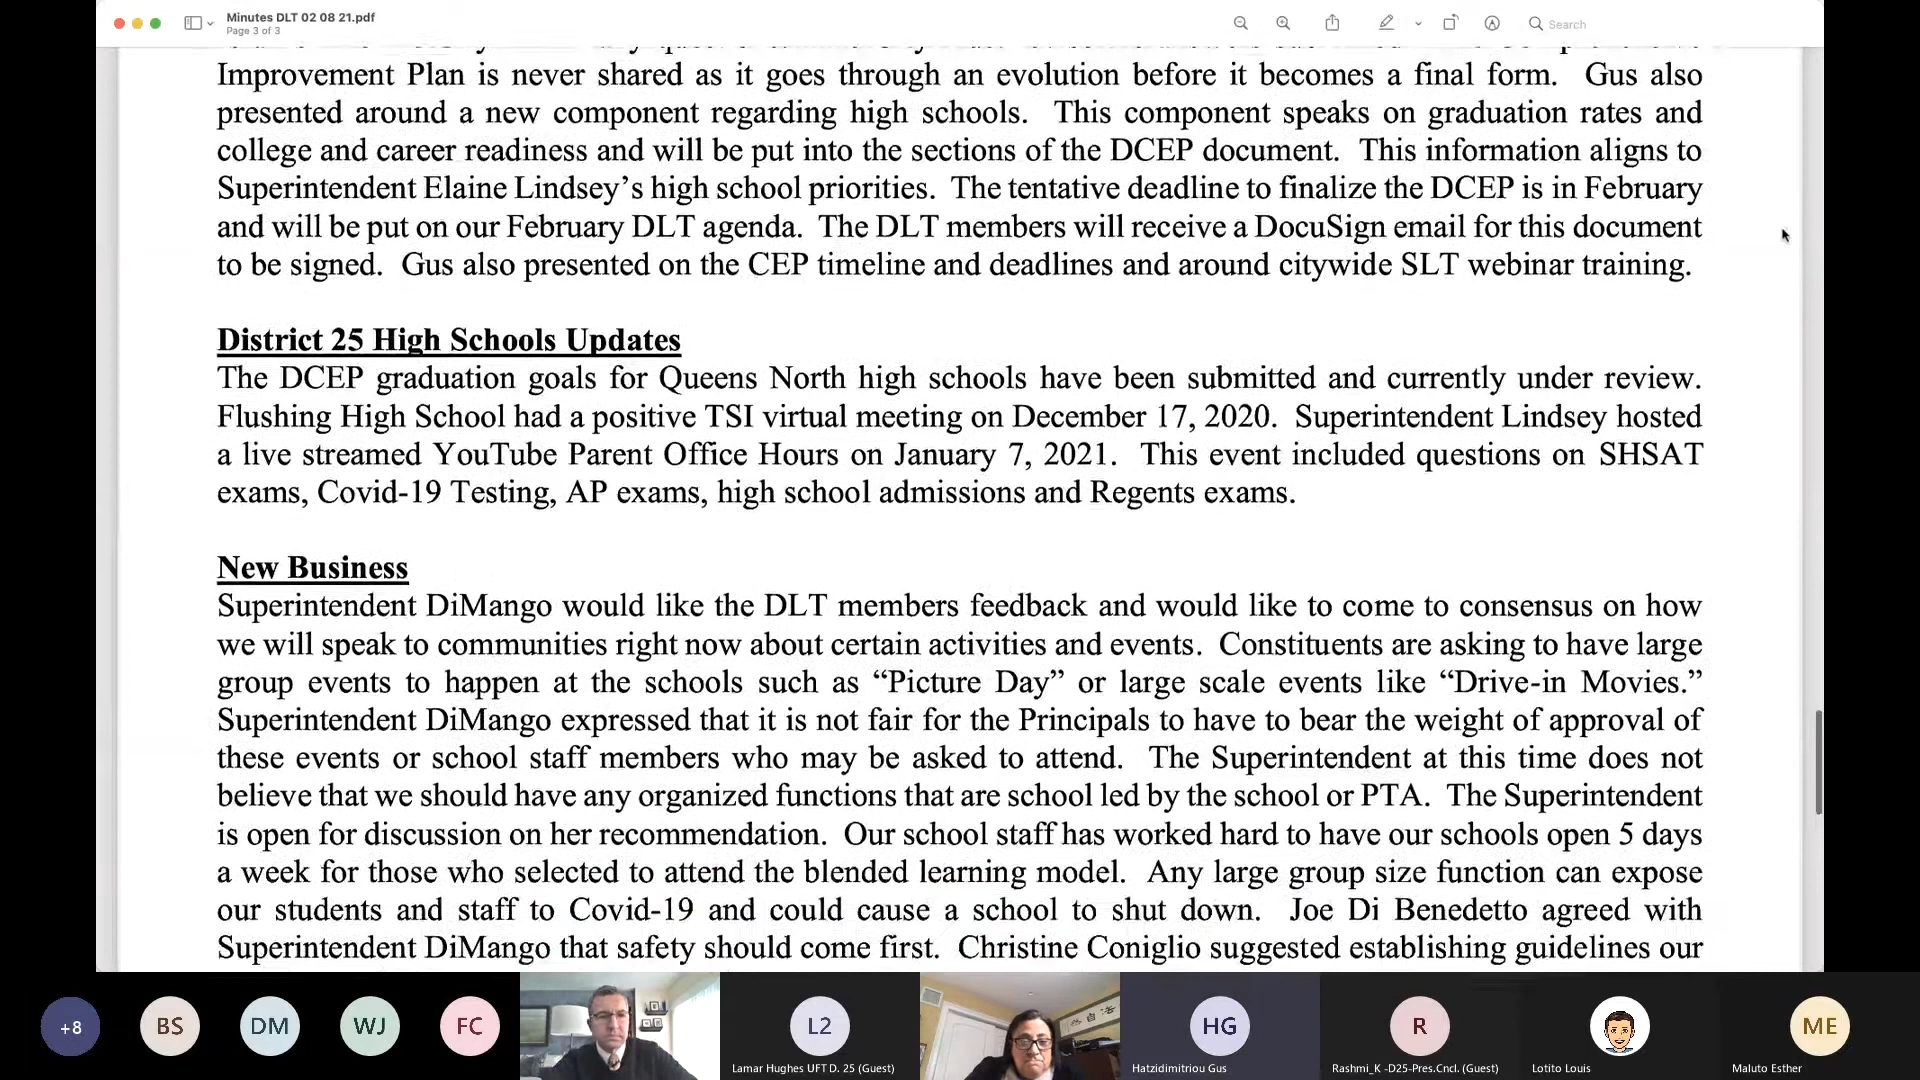 Minutes DLT 02 08 21.pdf
Page 3 of 3
Search
Improvement Plan is never shared as it goes through an evolution before it becomes a final form. Gus also
presented around a new component regarding high schools. This component speaks on graduation rates and
college and career readiness and will be put into the sections of the DCEP document. This information aligns to
Superintendent Elaine Lindsey’s high school priorities. The tentative deadline to finalize the DCEP is in February
and will be put on our February DLT agenda. The DLT members will receive a DocuSign email for this document
to be signed. Gus also presented on the CEP timeline and deadlines and around citywide SLT webinar training.
District 25 High Schools Updates
The DCEP graduation goals for Queens North high schools have been submitted and currently under review.
Flushing High School had a positive TSI virtual meeting on December 17, 2020. Superintendent Lindsey hosted
a live streamed YouTube Parent Office Hours on January 7, 2021. This event included questions on SHSAT
exams, Covid-19 Testing, AP exams, high school admissions and Regents exams.
New Business
Superintendent DiMango would like the DLT members feedback and would like to come to consensus on how
we will speak to communities right now about certain activities and events. Constituents are asking to have large
group events to happen at the schools such as “Picture Day” or large scale events like “Drive-in Movies.”
Superintendent DiMango expressed that it is not fair for the Principals to have to bear the weight of approval of
these events or school staff members who may be asked to attend. The Superintendent at this time does not
believe that we should have any organized functions that are school led by the school or PTA. The Superintendent
is open for discussion on her recommendation. Our school staff has worked hard to have our schools open 5 days
a week for those who selected to attend the blended learning model. Any large group size function can expose
our students and staff to Covid-19 and could cause a school to shut down. Joe Di Benedetto agreed with
Superintendent DiMango that safety should come first. Christine Coniglio suggested establishing guidelines our
+8
BS
DM
WJ
FC
L2
HG
R
ME
Lamar Hughes UFT D. 25 (Guest)
Hatzidimitriou Gus
Rashmi_K -D25-Pres.Cncl. (Guest)
Lotito Louis
Maluto Esther